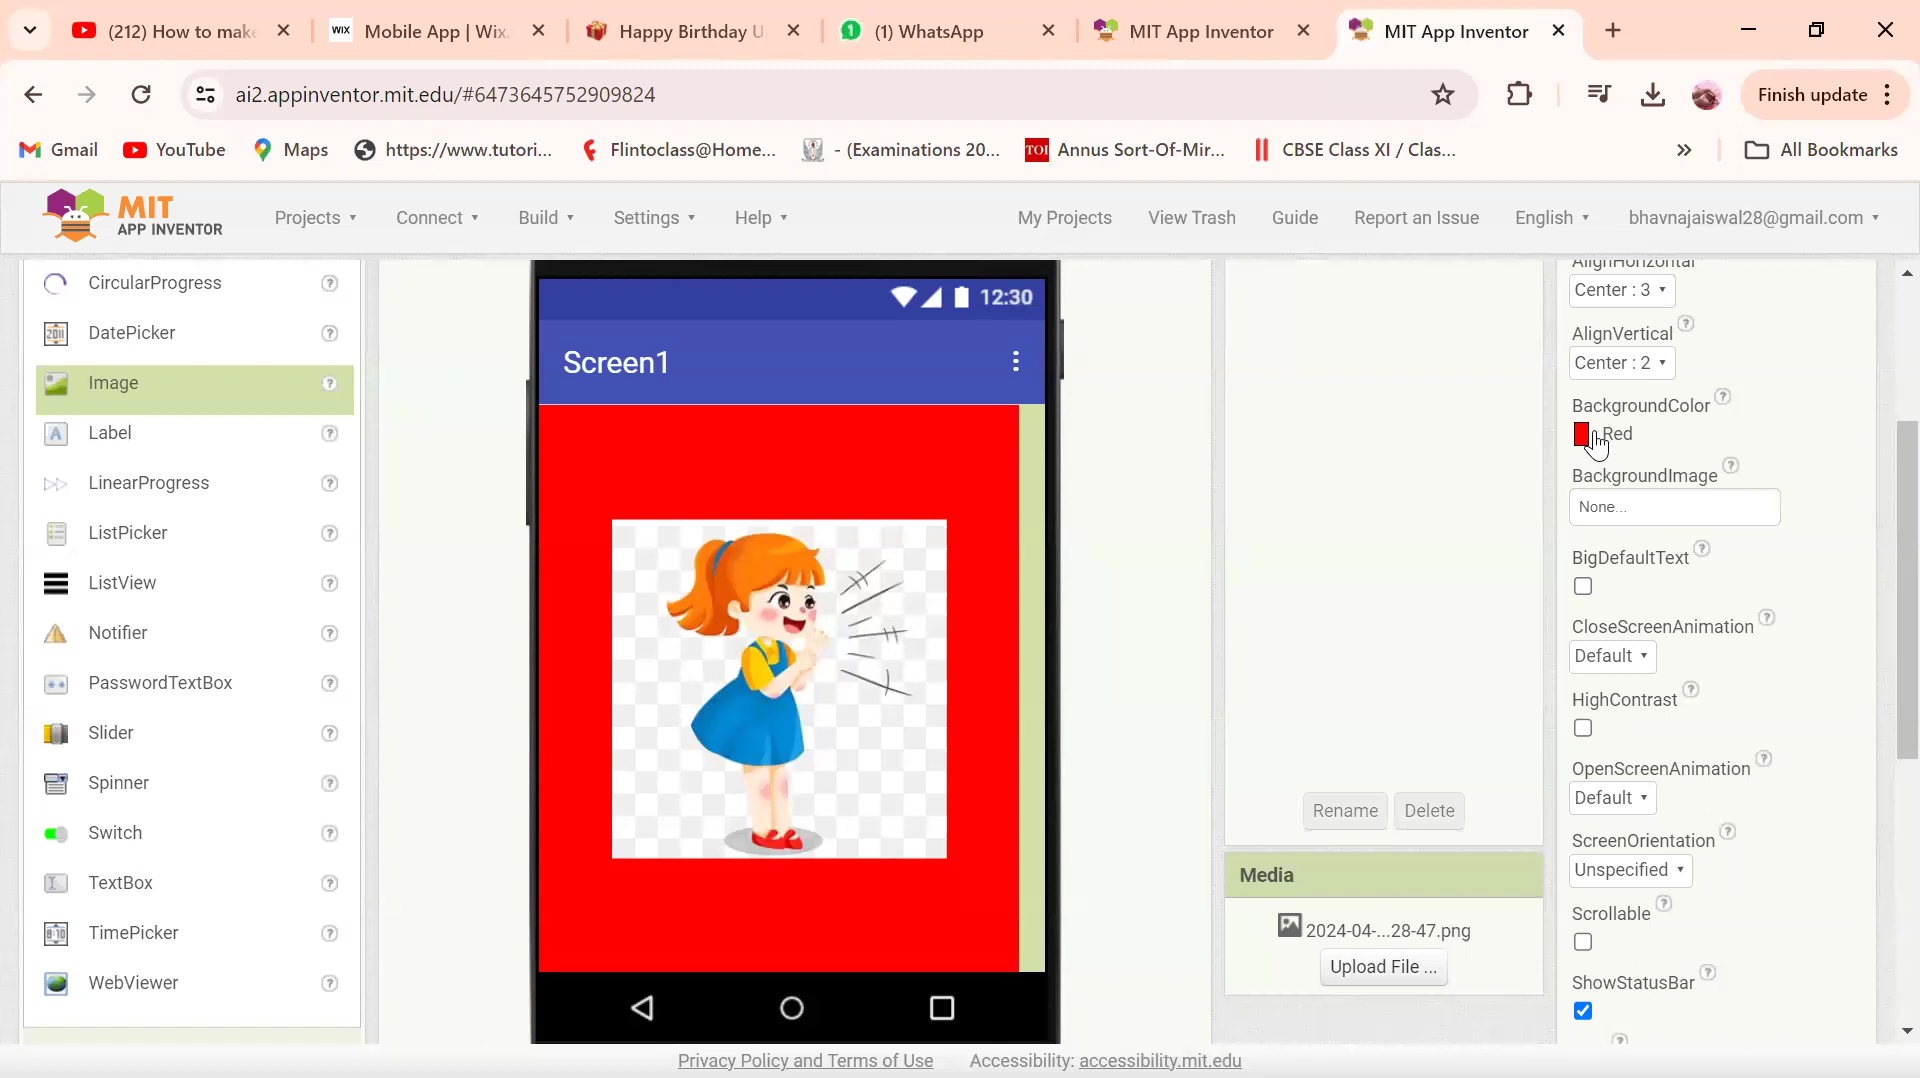 (212) How to make
WIX Mobile App | Wix.
Happy Birthday U
1 (1) WhatsApp
MIT App Inventor
MIT App Inventor
ai2.appinventor.mit.edu/#6473645752909824
Finish update
Gmail
YouTube
Maps
https://www.tutori...
Flintoclass@Home...
- (Examinations 20...
TOI Annus Sort-Of-Mir...
CBSE Class XI / Clas...
»
All Bookmarks
MIT
APP INVENTOR
Projects
Connect
Build
Settings
Help
My Projects
View Trash
Guide
Report an Issue
English
bhavnajaiswal28@gmail.com
CircularProgress ?
DatePicker ?
Image ?
Label ?
LinearProgress ?
ListPicker ?
ListView ?
Notifier ?
PasswordTextBox ?
Slider ?
Spinner ?
Switch ?
TextBox ?
TimePicker ?
WebViewer ?
12:30
Screen1
Rename
Delete
Media
2024-04-...28-47.png
Upload File ...
AlignHorizontal
Center : 3
AlignVertical ?
Center : 2
BackgroundColor ?
Red
BackgroundImage ?
None...
BigDefaultText ?
CloseScreenAnimation ?
Default
HighContrast ?
OpenScreenAnimation ?
Default
ScreenOrientation ?
Unspecified
Scrollable ?
ShowStatusBar ?
Privacy Policy and Terms of Use
Accessibility: accessibility.mit.edu